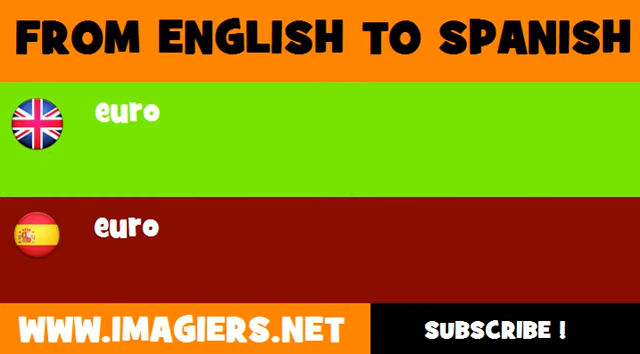 FROM ENGLISH TO SPANISH
euro
euro
WWW.IMAGIERS.NET
SUBSCRIBE !